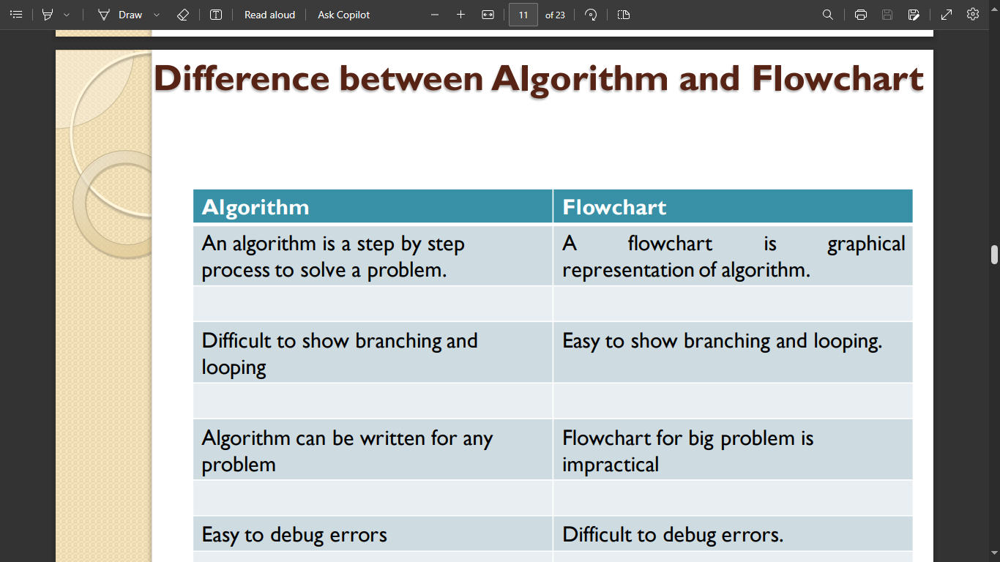 Draw
Read aloud
Ask Copilot
11
of 23
Difference between Algorithm and Flowchart
Algorithm
Flowchart
An algorithm is a step by step
process to solve a problem.
A flowchart is graphical
representation of algorithm.
Difficult to show branching and
looping
Easy to show branching and looping.
Algorithm can be written for any
problem
Flowchart for big problem is
impractical
Easy to debug errors
Difficult to debug errors.